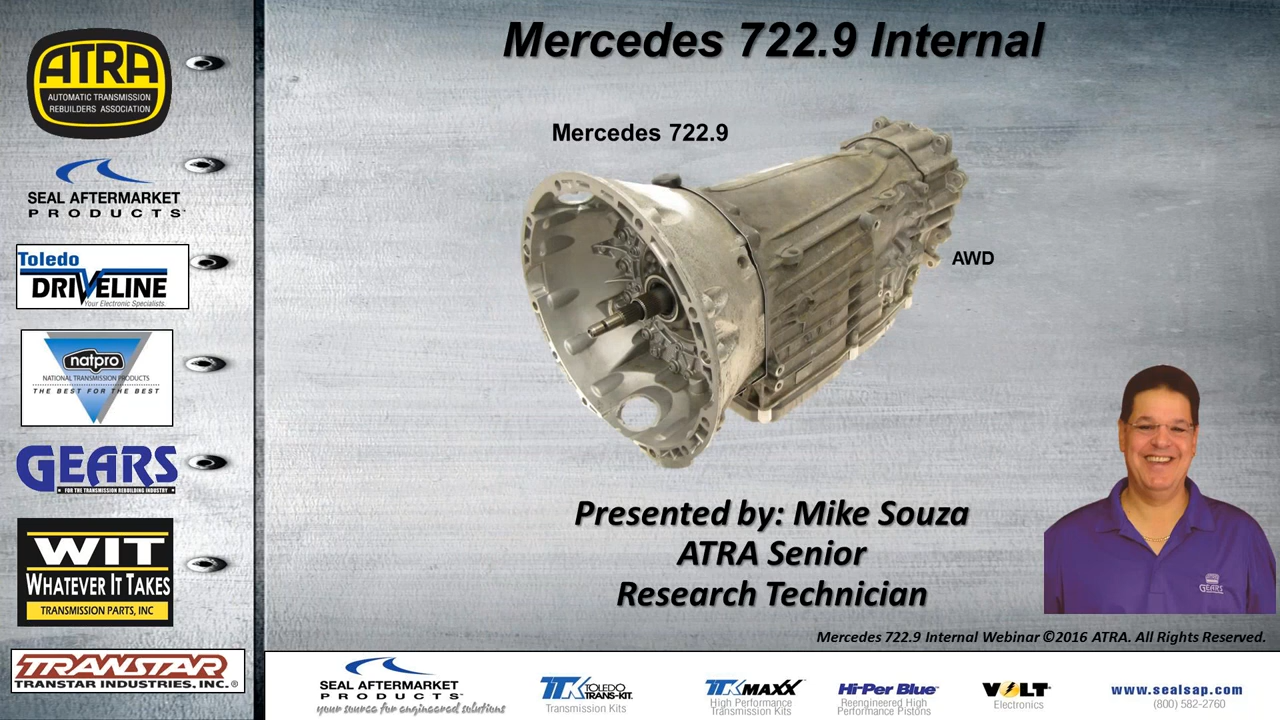 Mercedes 722.9 Internal
Mercedes 722.9
AWD
Presented by: Mike Souza
ATRA Senior
Research Technician
Mercedes 722.9 Internal Webinar ©2016 ATRA. All Rights Reserved.
ATRA
AUTOMATIC TRANSMISSION
REBUILDERS ASSOCIATION
SEAL AFTERMARKET
PRODUCTS
Toledo
DRIVELINE
Your Electronic Specialists.
natpro
NATIONAL TRANSMISSION PRODUCTS
THE BEST FOR THE BEST
GEARS
FOR THE TRANSMISSION REBUILDING INDUSTRY
WIT
WHATEVER IT TAKES
TRANSMISSION PARTS, INC
TRANSTAR
TRANSTAR INDUSTRIES, INC.®
GEARS
SEAL AFTERMARKET
PRODUCTS
your source for engineered solutions
TTK TOLEDO
TRANS-KIT
Transmission Kits
TTK MAXX
High Performance
Transmission Kits
Hi-Per Blue
Reengineered High
Performance Pistons
VOLT
Electronics
www.sealsap.com
(800) 582-2760